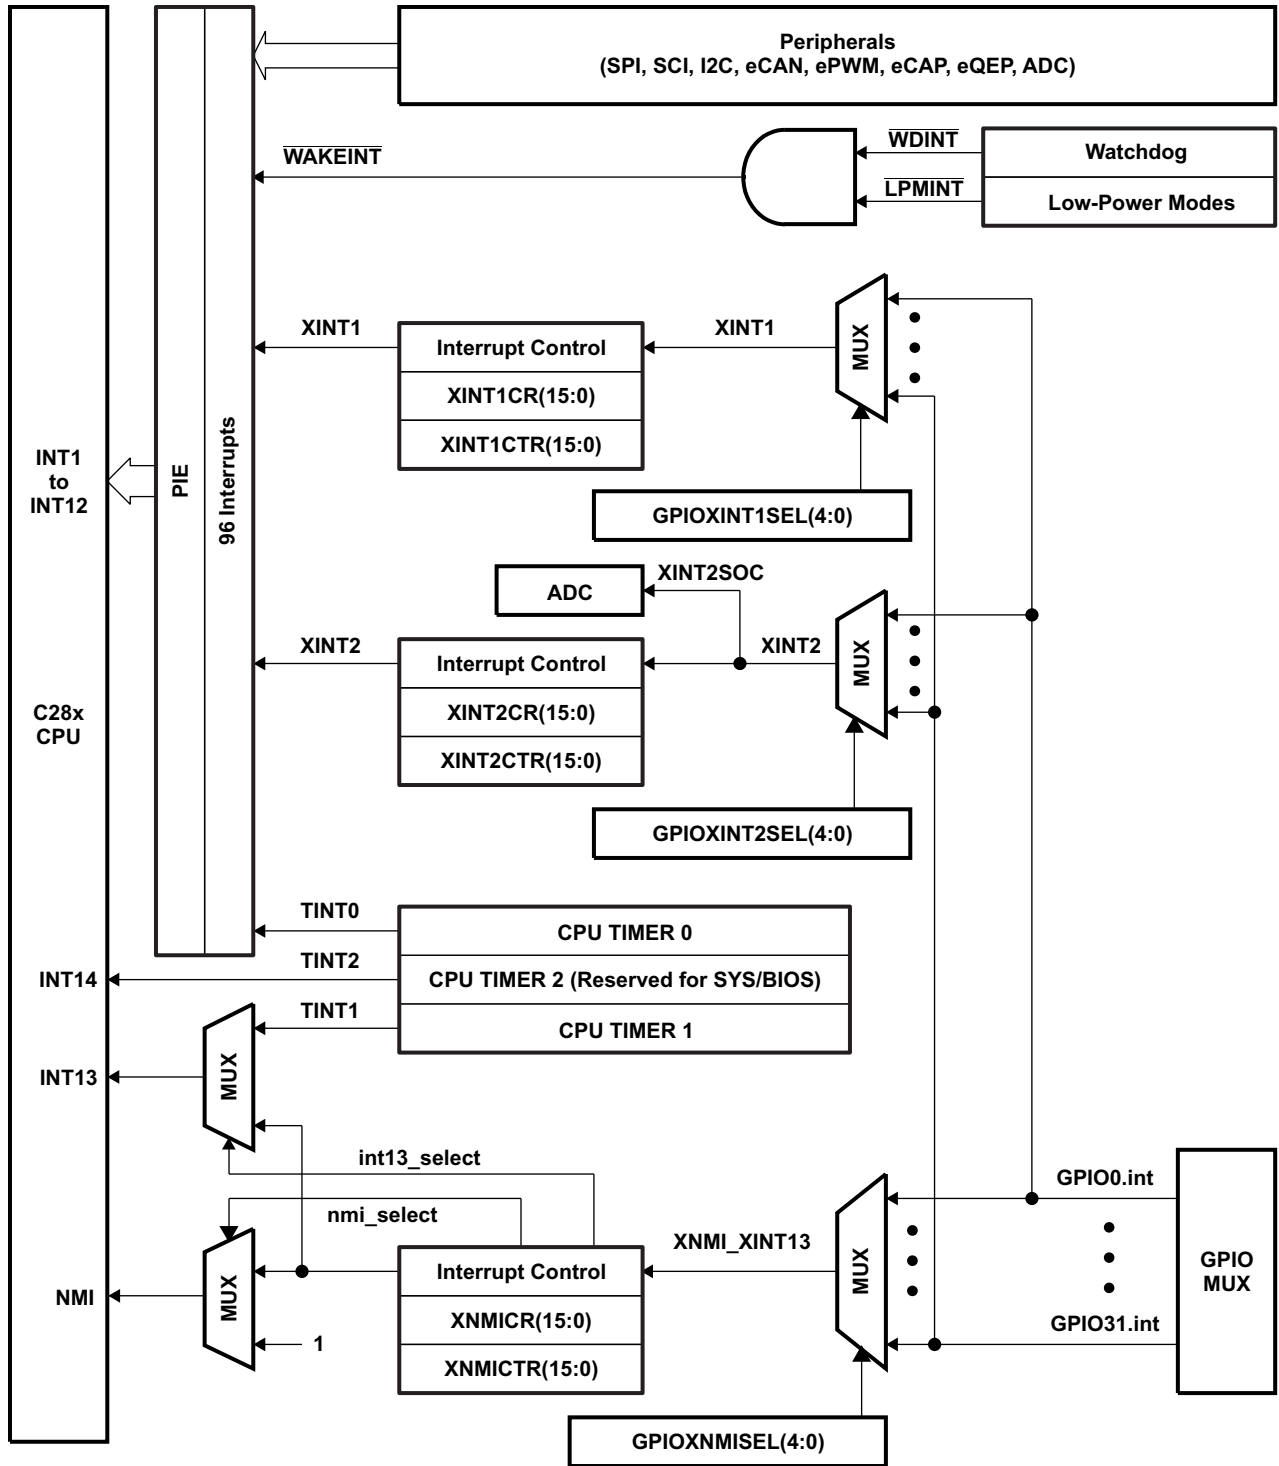 Peripherals
(SPI, SCI, I2C, eCAN, ePWM, eCAP, eQEP, ADC)
WAKEINT
WDINT
Watchdog
LPMINT
Low-Power Modes
XINT1
Interrupt Control
XINT1CR(15:0)
XINT1CTR(15:0)
XINT1
MUX
GPIOXINT1SEL(4:0)
INT1
to
INT12
PIE
96 Interrupts
C28x
CPU
ADC
XINT2SOC
XINT2
Interrupt Control
XINT2CR(15:0)
XINT2CTR(15:0)
XINT2
MUX
GPIOXINT2SEL(4:0)
TINT0
CPU TIMER 0
INT14
TINT2
CPU TIMER 2 (Reserved for SYS/BIOS)
TINT1
CPU TIMER 1
INT13
MUX
int13_select
nmi_select
NMI
MUX
1
Interrupt Control
XNMICR(15:0)
XNMICTR(15:0)
XNMI_XINT13
MUX
GPIO0.int
GPIO31.int
GPIO
MUX
GPIOXNMISEL(4:0)